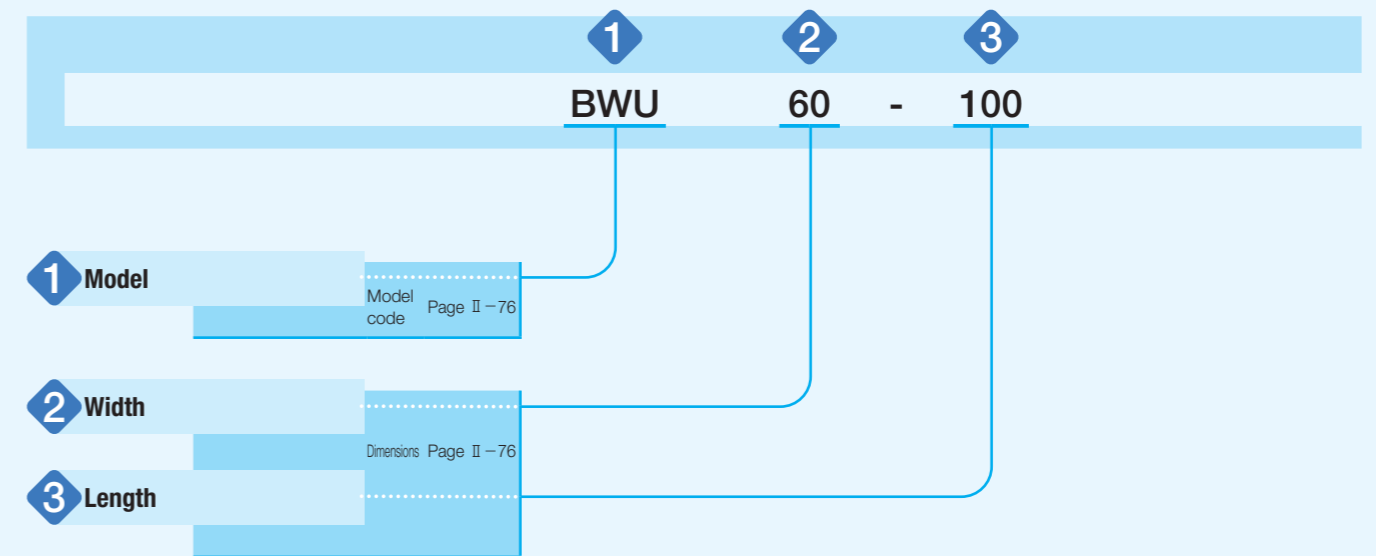 1 2 3
BWU 60 - 100
1 Model
Model code Page Ⅱ－76
2 Width
Dimensions Page Ⅱ－76
3 Length